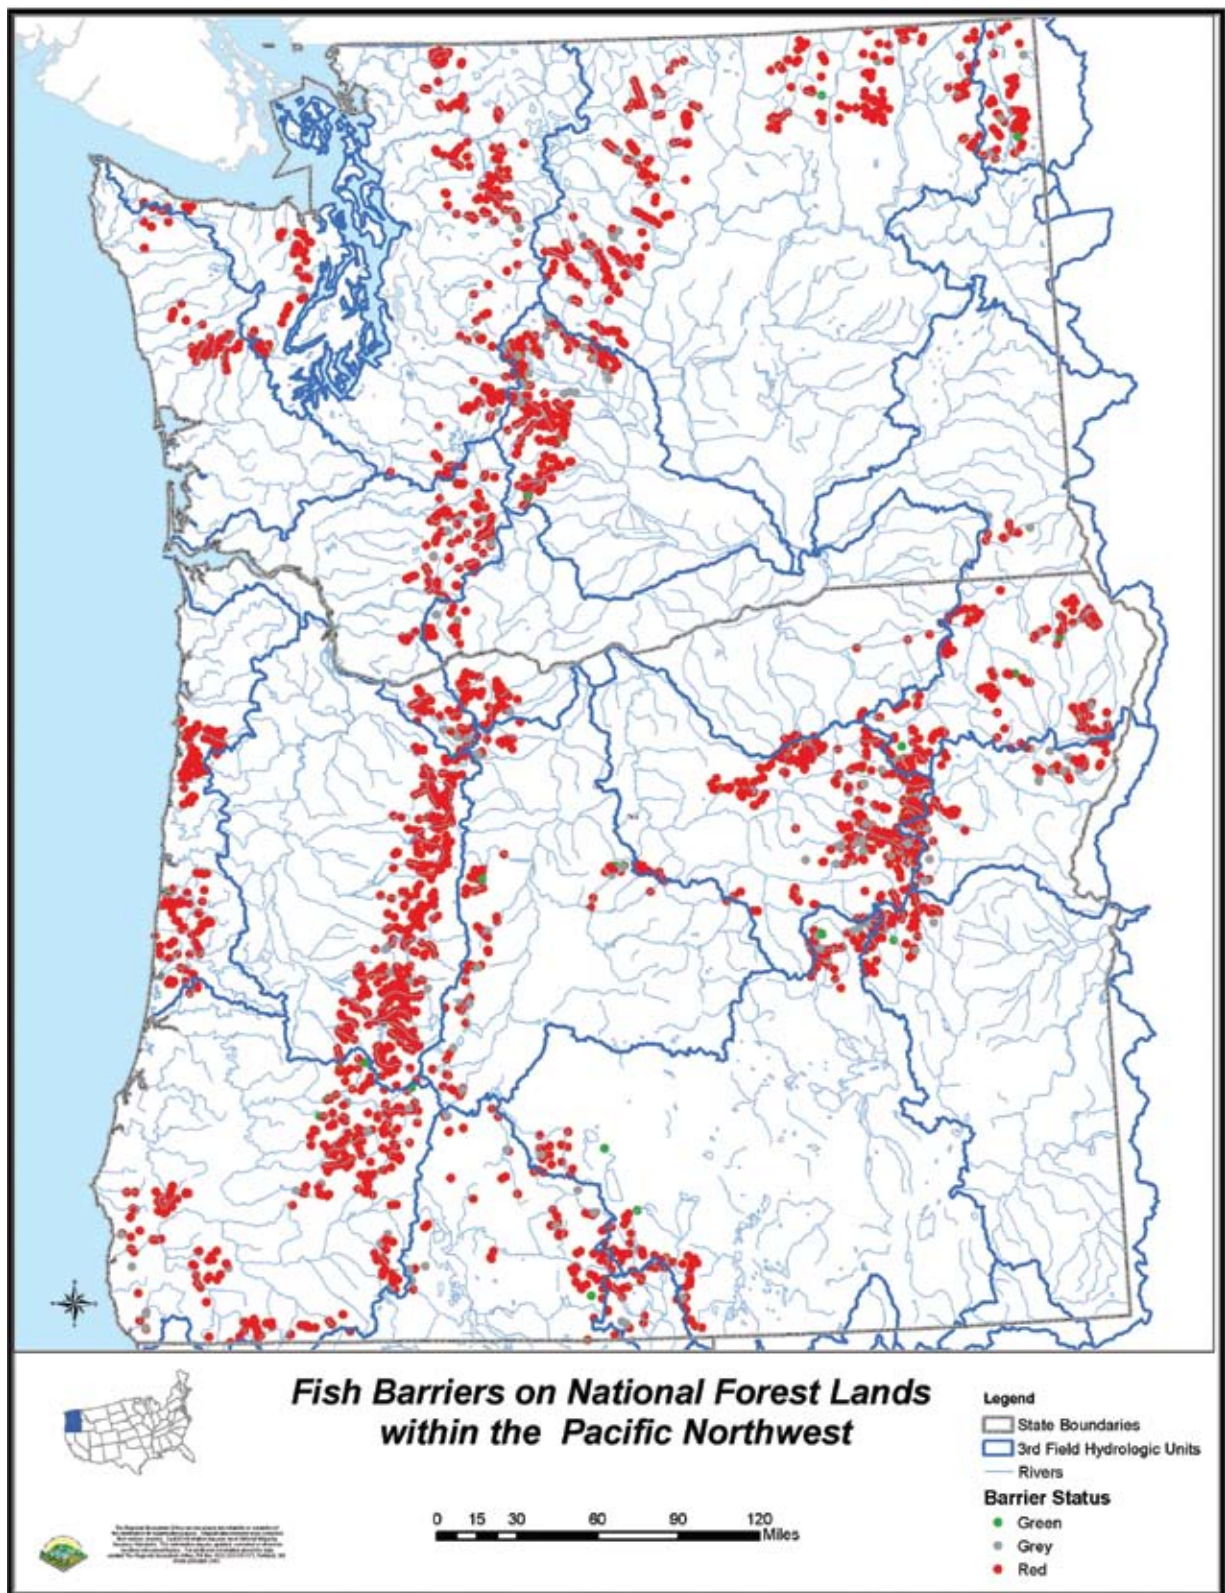 Fish Barriers on National Forest Lands
within the Pacific Northwest
Legend
State Boundaries
3rd Field Hydrologic Units
Rivers
Barrier Status
Green
Grey
Red
0 15 30 60 90 120
Miles